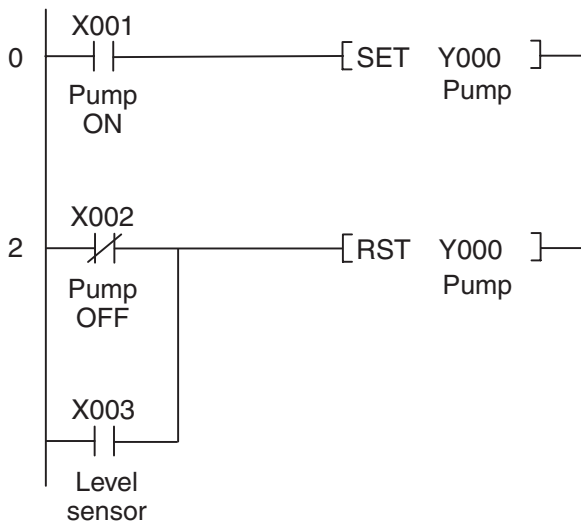 X001
0
SET Y000
Pump
ON
Pump
X002
2
RST Y000
Pump
OFF
Pump
X003
Level
sensor